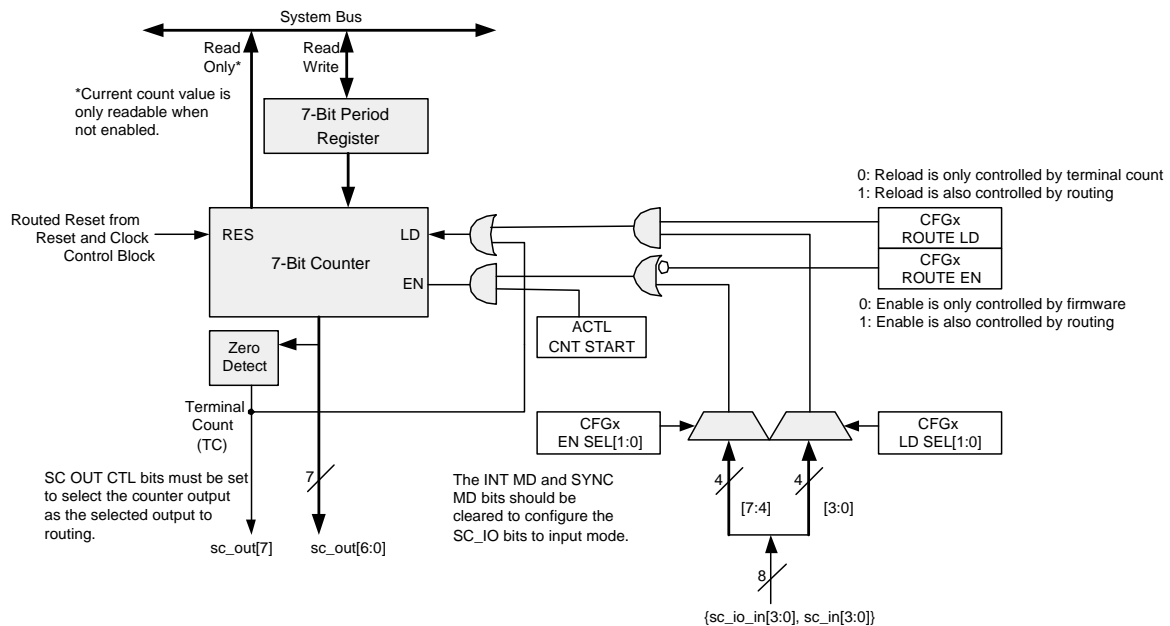 System Bus
Read
Only*
Read
Write
*Current count value is
only readable when
not enabled.
7-Bit Period
Register
0: Reload is only controlled by terminal count
1: Reload is also controlled by routing
Routed Reset from
Reset and Clock
Control Block
RES
LD
7-Bit Counter
EN
CFGx
ROUTE LD
CFGx
ROUTE EN
0: Enable is only controlled by firmware
1: Enable is also controlled by routing
ACTL
CNT START
Zero
Detect
Terminal
Count
(TC)
CFGx
EN SEL[1:0]
CFGx
LD SEL[1:0]
SC OUT CTL bits must be set
to select the counter output
as the selected output to
routing.
7
The INT MD and SYNC
MD bits should be
cleared to configure the
SC_IO bits to input mode.
4
4
[7:4]
[3:0]
sc_out[7]
sc_out[6:0]
8
{sc_io_in[3:0], sc_in[3:0]}